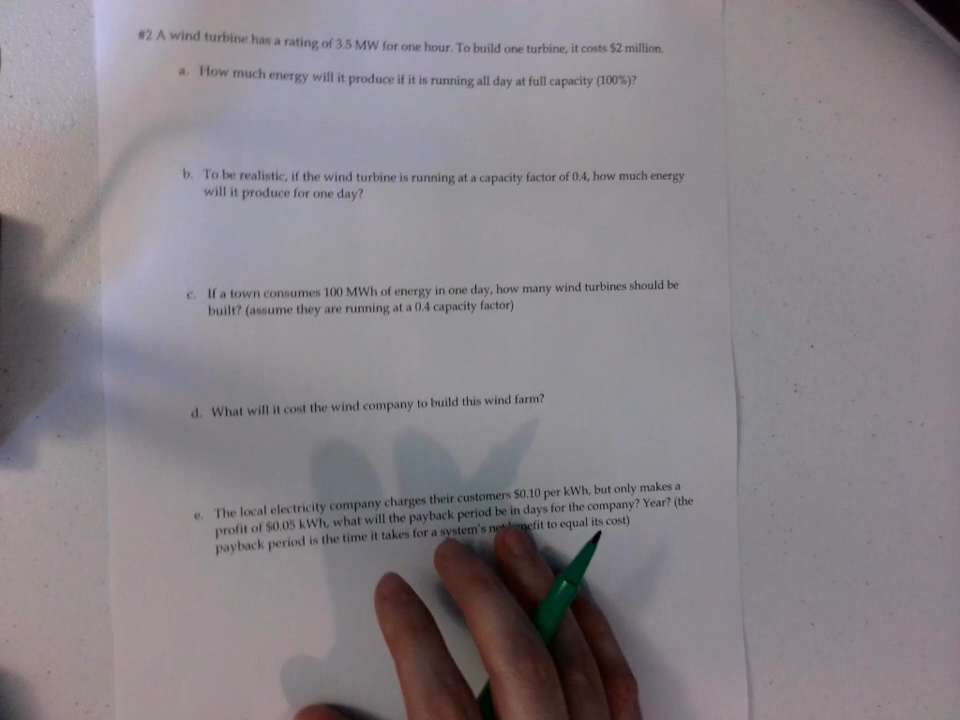 #2 A wind turbine has a rating of 3.5 MW for one hour. To build one turbine, it costs $2 million.
a. How much energy will it produce if it is running all day at full capacity (100%)?
b. To be realistic, if the wind turbine is running at a capacity factor of 0.4, how much energy
will it produce for one day?
c. If a town consumes 100 MWh of energy in one day, how many wind turbines should be
built? (assume they are running at a 0.4 capacity factor)
d. What will it cost the wind company to build this wind farm?
e. The local electricity company charges their customers $0.10 per kWh, but only makes a
profit of $0.05 kWh, what will the payback period be in days for the company? Year? (the
payback period is the time it takes for a system's to equal its cost)